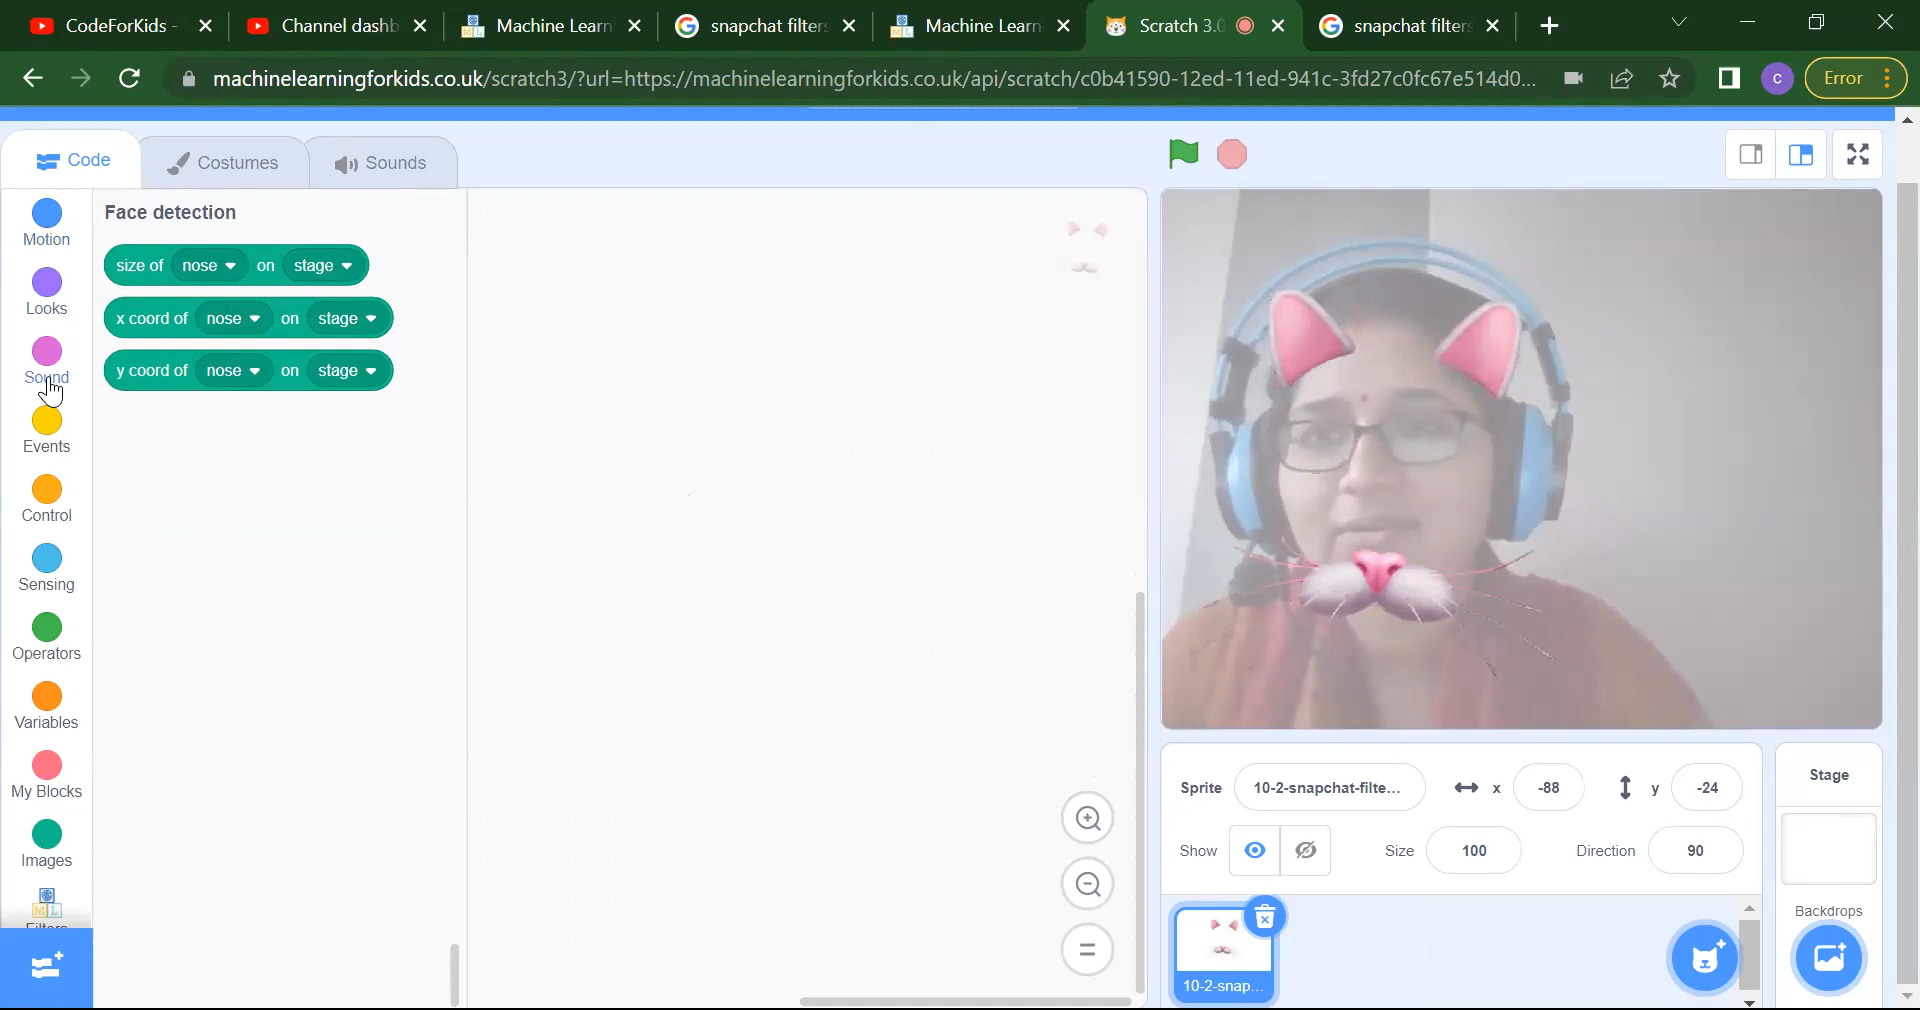 CodeForKids -
Channel dashb
Machine Learn
snapchat filters
Machine Learn
Scratch 3.0
snapchat filters
machinelearningforkids.co.uk/scratch3/?url=https://machinelearningforkids.co.uk/api/scratch/c0b41590-12ed-11ed-941c-3fd27c0fc67e514d0...
C
Error
Code
Costumes
Sounds
Motion
Looks
Sound
Events
Control
Sensing
Operators
Variables
My Blocks
Images
ML
Filters
Face detection
size of nose on stage
x coord of nose on stage
y coord of nose on stage
Sprite 10-2-snapchat-filte... x -88 y -24
Show Size 100 Direction 90
10-2-snap...
Stage
Backdrops